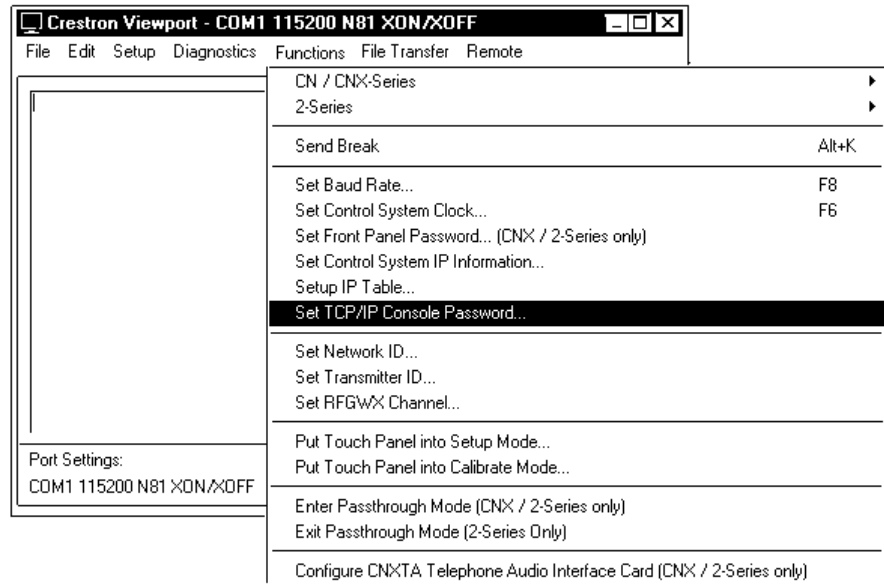 Crestron Viewport - COM1 115200 N81 XON/XOFF
File Edit Setup Diagnostics Functions File Transfer Remote
CN / CNX-Series
2-Series
Send Break Alt+K
Set Baud Rate... F8
Set Control System Clock... F6
Set Front Panel Password... (CNX / 2-Series only)
Set Control System IP Information...
Setup IP Table...
Set TCP/IP Console Password...
Set Network ID...
Set Transmitter ID...
Set RFGWX Channel...
Put Touch Panel into Setup Mode...
Put Touch Panel into Calibrate Mode...
Enter Passthrough Mode (CNX / 2-Series only)
Exit Passthrough Mode (2-Series Only)
Configure CNXTA Telephone Audio Interface Card (CNX / 2-Series only)
Port Settings:
COM1 115200 N81 XON/XOFF